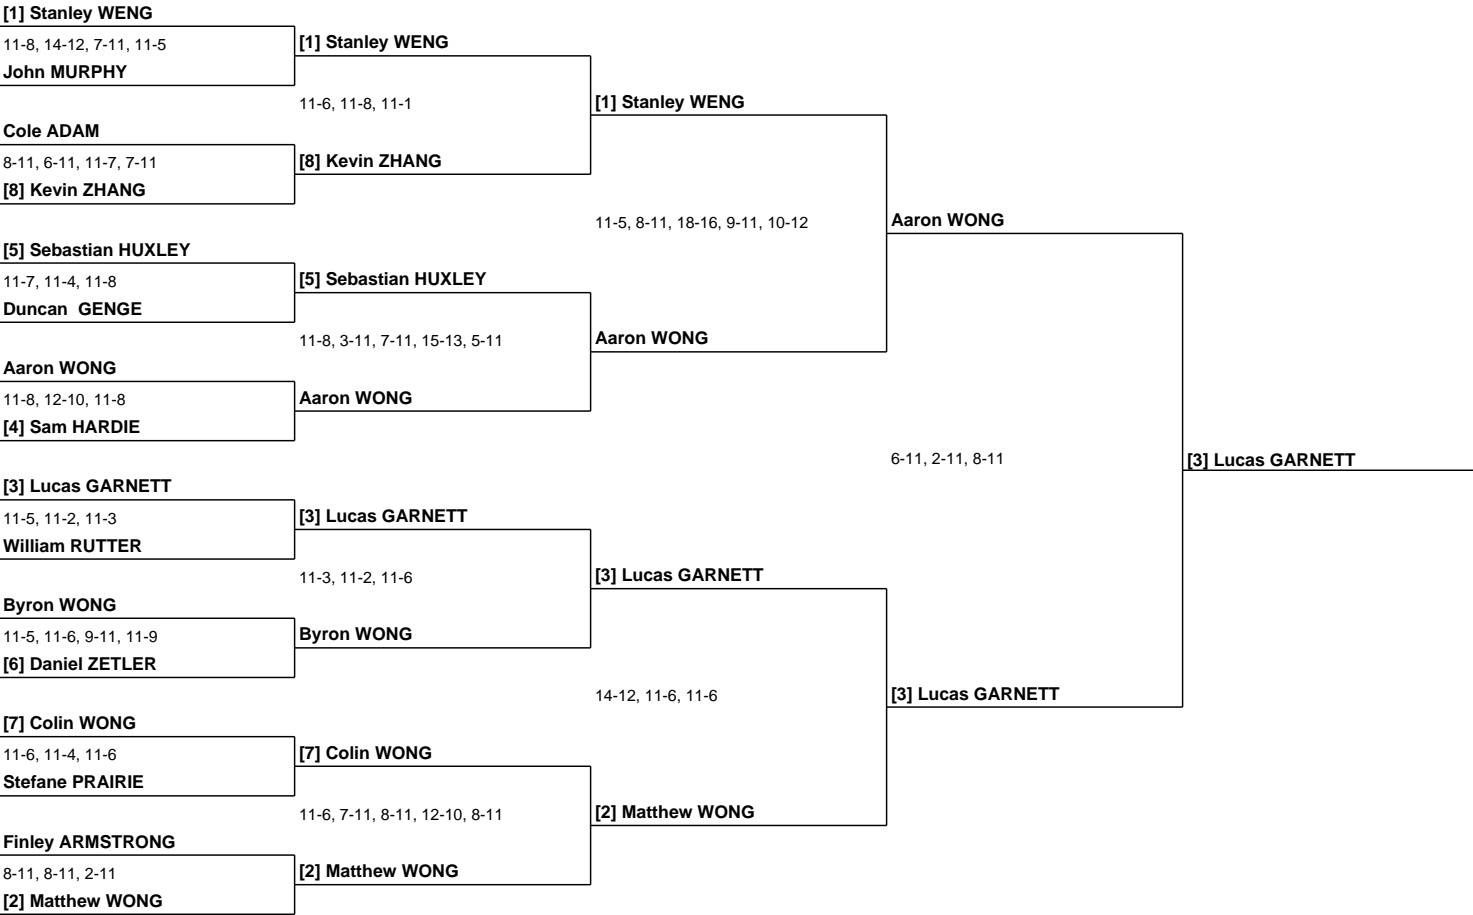 [1] Stanley WENG
11-8, 14-12, 7-11, 11-5
John MURPHY
Cole ADAM
8-11, 6-11, 11-7, 7-11
[8] Kevin ZHANG
[5] Sebastian HUXLEY
11-7, 11-4, 11-8
Duncan  GENGE
Aaron WONG
11-8, 12-10, 11-8
[4] Sam HARDIE
[3] Lucas GARNETT
11-5, 11-2, 11-3
William RUTTER
Byron WONG
11-5, 11-6, 9-11, 11-9
[6] Daniel ZETLER
[7] Colin WONG
11-6, 11-4, 11-6
Stefane PRAIRIE
Finley ARMSTRONG
8-11, 8-11, 2-11
[2] Matthew WONG
[1] Stanley WENG
11-6, 11-8, 11-1
[8] Kevin ZHANG
[5] Sebastian HUXLEY
11-8, 3-11, 7-11, 15-13, 5-11
Aaron WONG
[3] Lucas GARNETT
11-3, 11-2, 11-6
Byron WONG
[7] Colin WONG
11-6, 7-11, 8-11, 12-10, 8-11
[2] Matthew WONG
[1] Stanley WENG
11-5, 8-11, 18-16, 9-11, 10-12
Aaron WONG
[3] Lucas GARNETT
14-12, 11-6, 11-6
[2] Matthew WONG
Aaron WONG
6-11, 2-11, 8-11
[3] Lucas GARNETT
[3] Lucas GARNETT